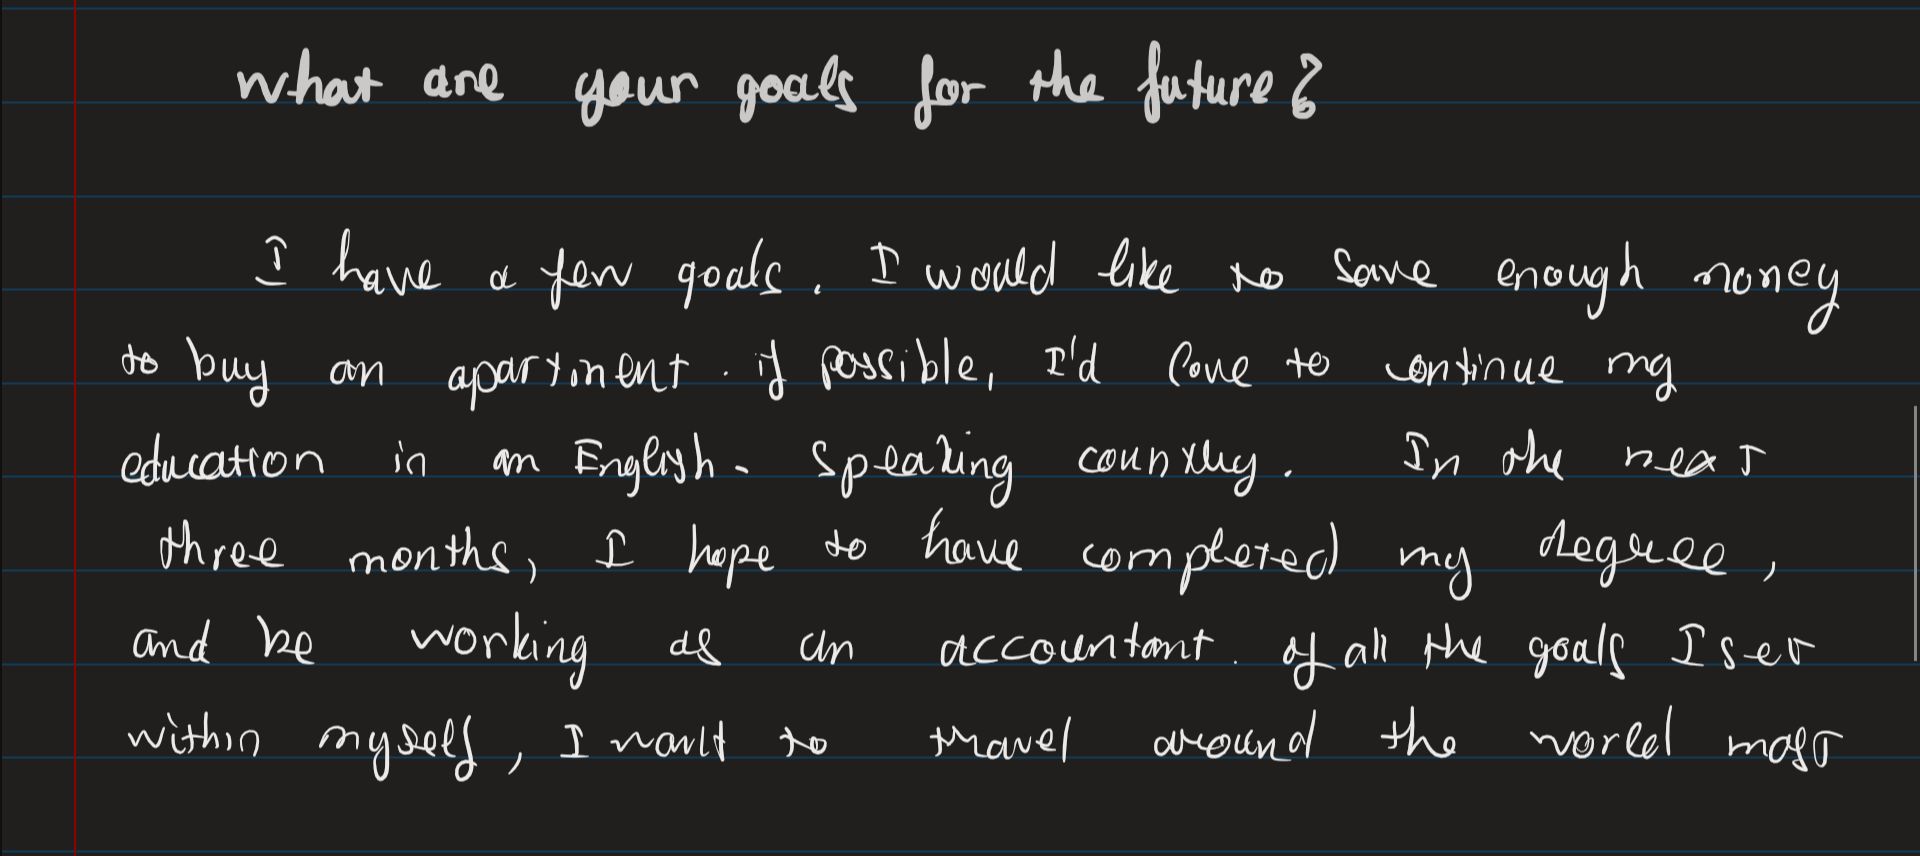 what are your goals for the future?
I have a few goals. I would like to save enough money
to buy an apartment. if possible, I'd love to continue my
education in an English-speaking country. In the next
three months, I hope to have completed my degree,
and be working as an accountant. Of all the goals I set
within myself, I want to travel around the world most